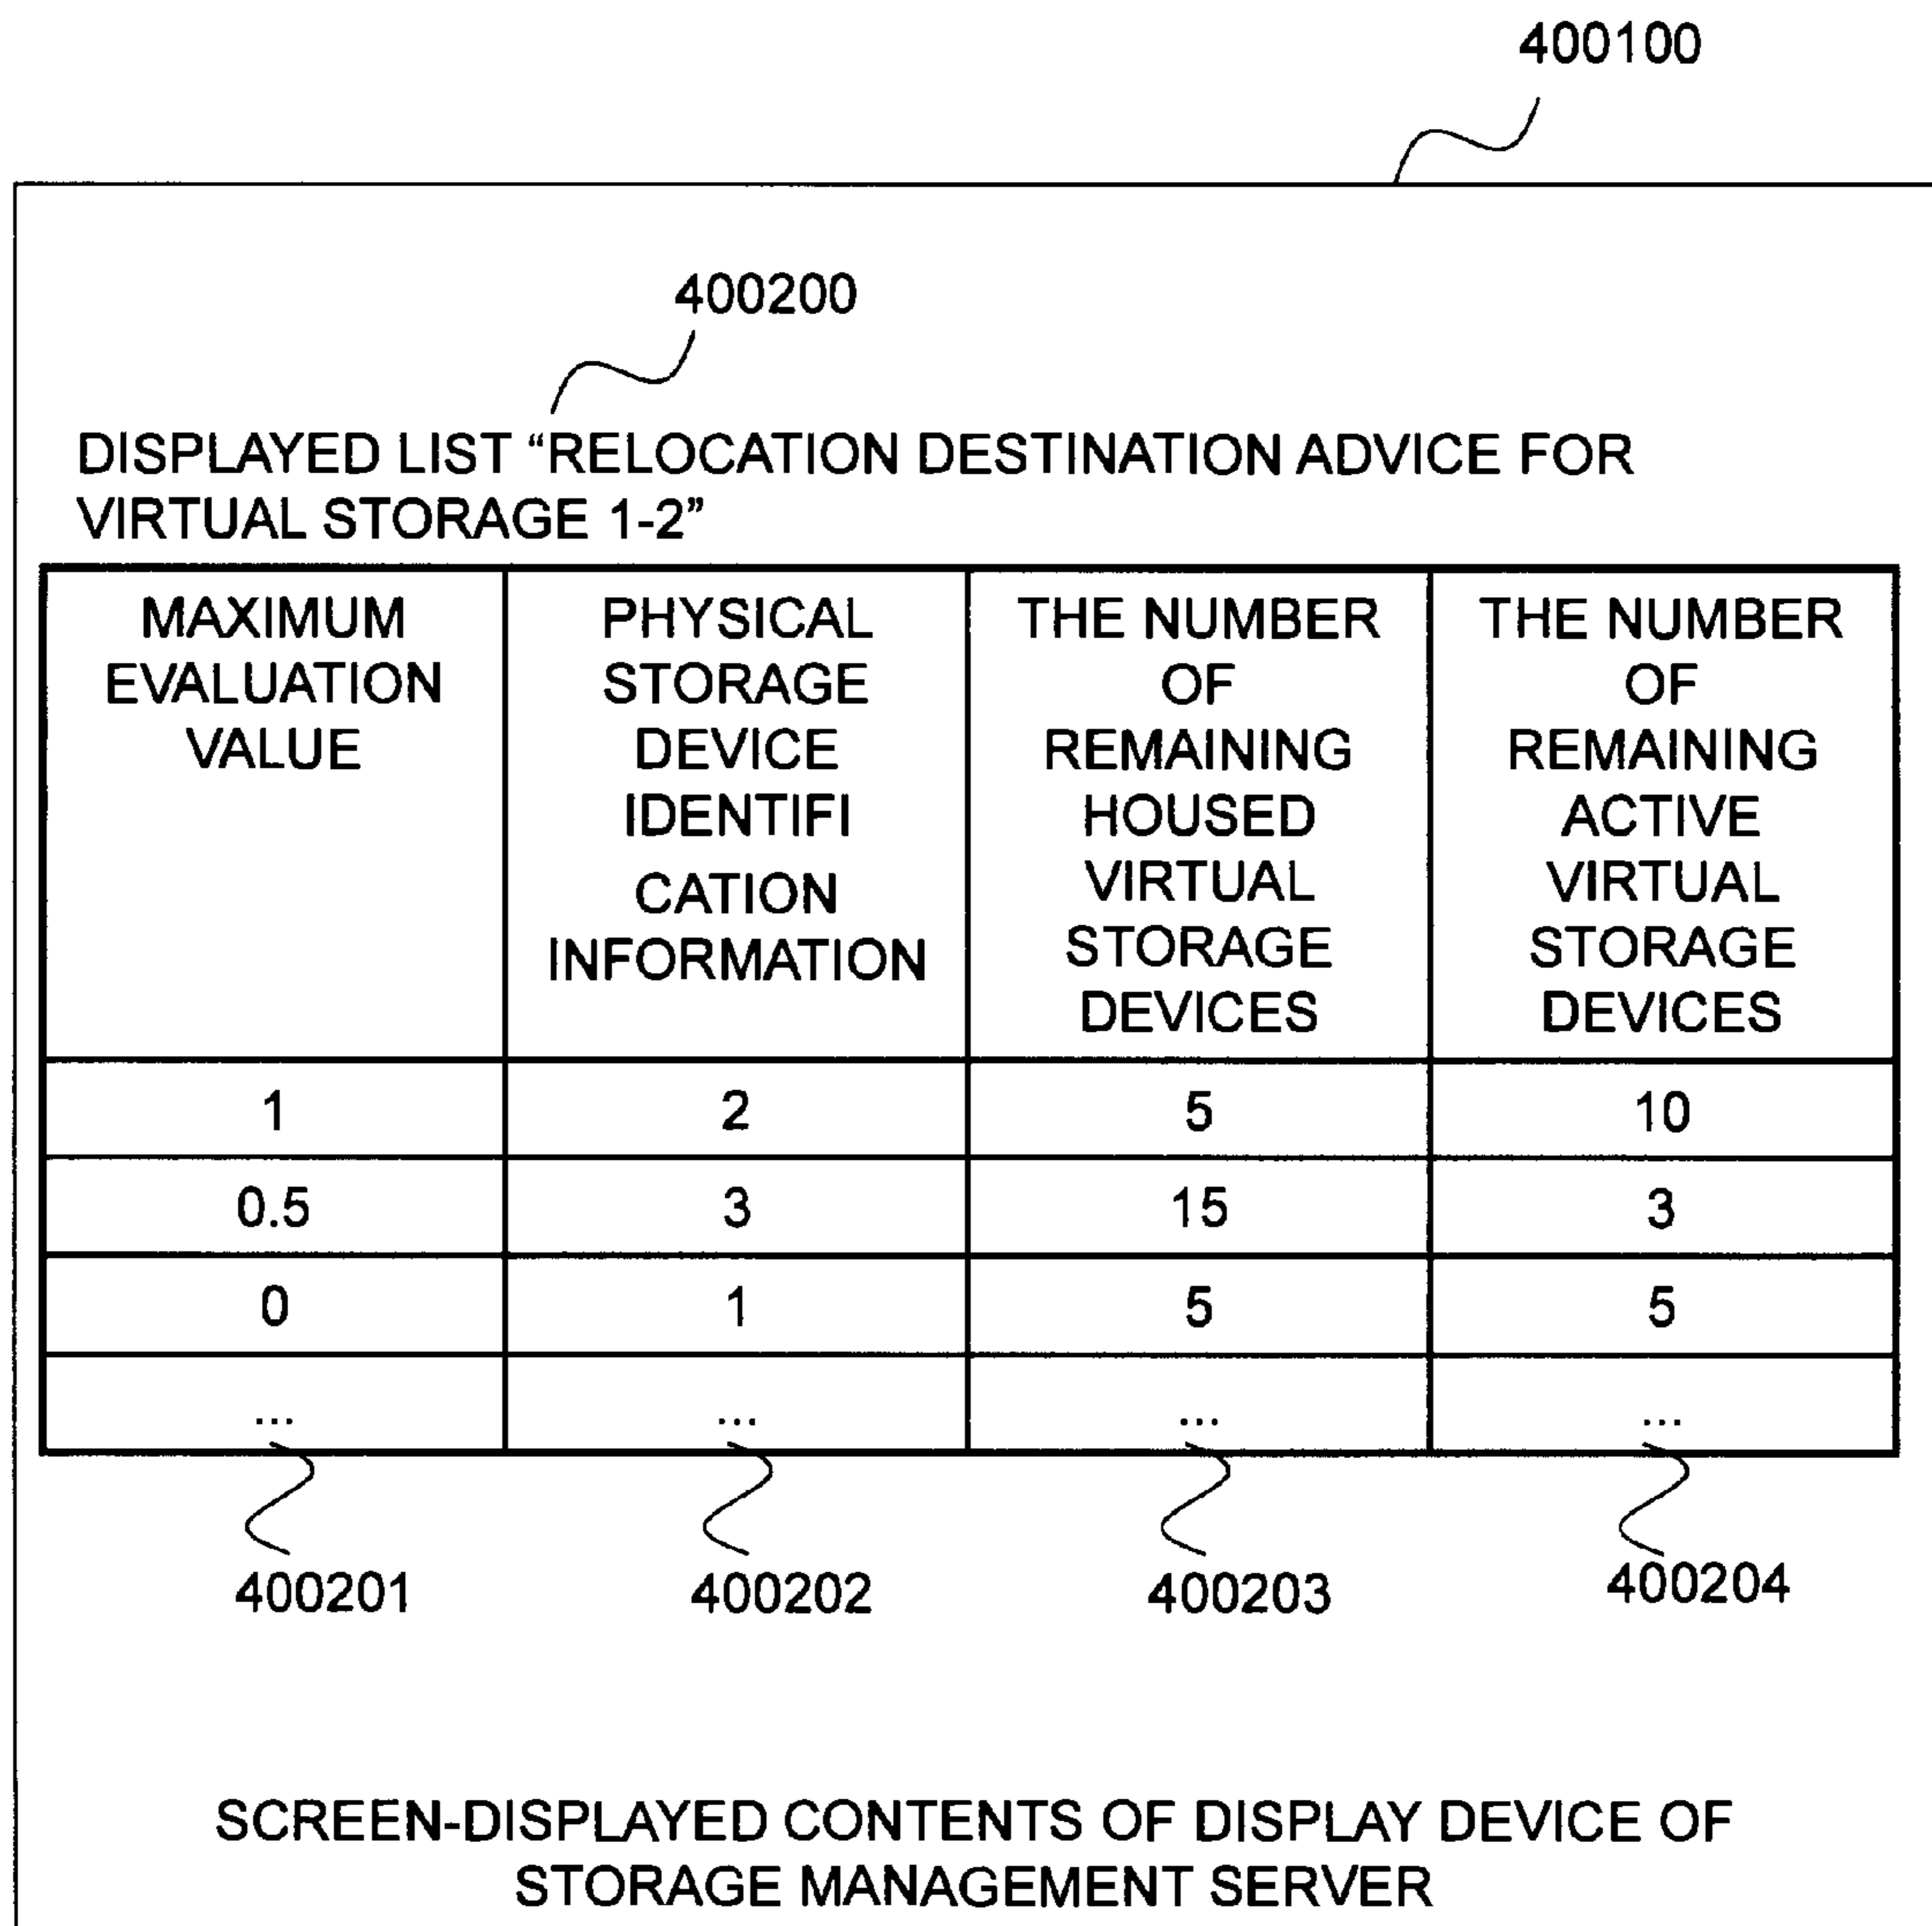 400100
400200
DISPLAYED LIST “RELOCATION DESTINATION ADVICE FOR
VIRTUAL STORAGE 1-2”
MAXIMUM
EVALUATION
VALUE
PHYSICAL
STORAGE
DEVICE
IDENTIFI
CATION
INFORMATION
THE NUMBER
OF
REMAINING
HOUSED
VIRTUAL
STORAGE
DEVICES
THE NUMBER
OF
REMAINING
ACTIVE
VIRTUAL
STORAGE
DEVICES
1 2 5 10
0.5 3 15 3
0 1 5 5
... ... ... ...
400201 400202 400203 400204
SCREEN-DISPLAYED CONTENTS OF DISPLAY DEVICE OF
STORAGE MANAGEMENT SERVER